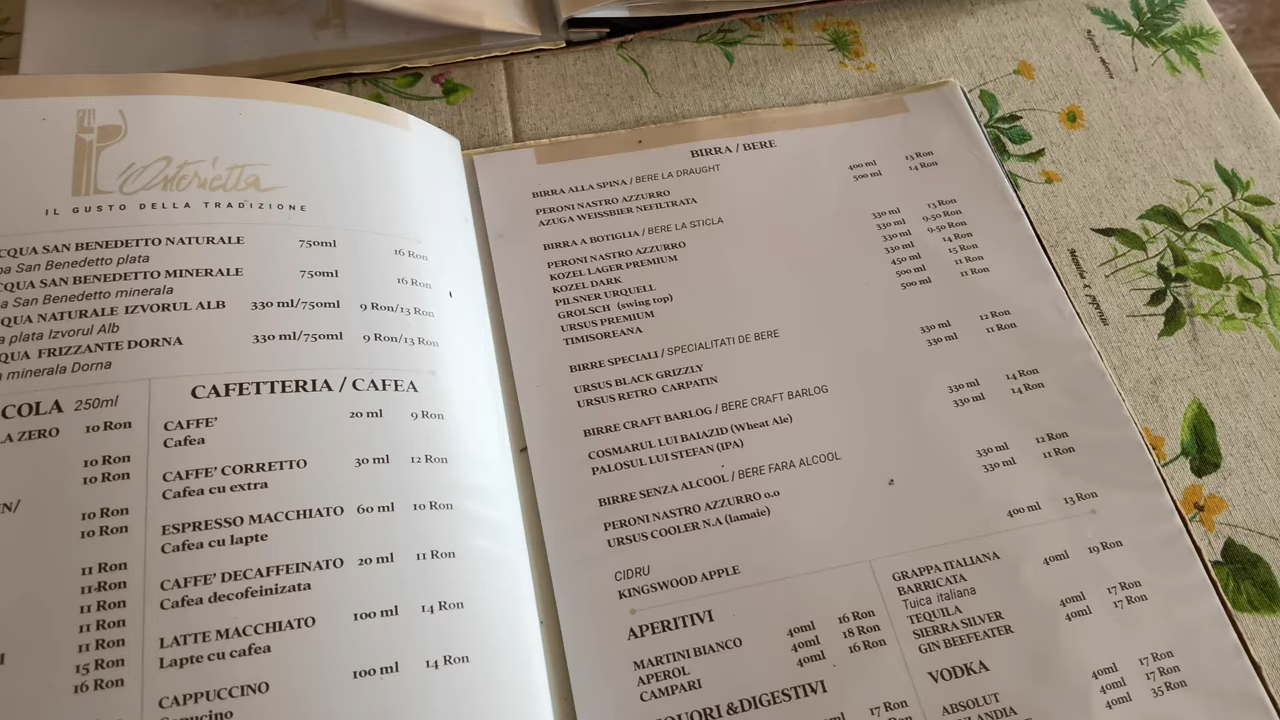 L'Osterietta
IL GUSTO DELLA TRADIZIONE
CQUA SAN BENEDETTO NATURALE 750ml 16 Ron
pa San Benedetto plata
CQUA SAN BENEDETTO MINERALE 750ml 16 Ron
a San Benedetto minerala
QUA NATURALE IZVORUL ALB 330 ml/750ml 9 Ron/13 Ron
a plata Izvorul Alb
QUA FRIZZANTE DORNA 330 ml/750ml 9 Ron/13 Ron
minerala Dorna
COLA 250ml
LA ZERO 10 Ron
10 Ron
10 Ron
10 Ron
10 Ron
11 Ron
11 Ron
11 Ron
11 Ron
11 Ron
15 Ron
16 Ron
CAFETTERIA / CAFEA
CAFFE' 20 ml 9 Ron
Cafea
CAFFE' CORRETTO 30 ml 12 Ron
Cafea cu extra
ESPRESSO MACCHIATO 60 ml 10 Ron
Cafea cu lapte
CAFFE' DECAFFEINATO 20 ml 11 Ron
Cafea decofeinizata
LATTE MACCHIATO 100 ml 14 Ron
Lapte cu cafea
CAPPUCCINO 100 ml 14 Ron
BIRRA / BERE
BIRRA ALLA SPINA / BERE LA DRAUGHT
PERONI NASTRO AZZURRO 400 ml 13 Ron
AZUGA WEISSBIER NEFILTRATA 500 ml 14 Ron
BIRRA A BOTIGLIA / BERE LA STICLA
PERONI NASTRO AZZURRO 330 ml 13 Ron
KOZEL LAGER PREMIUM 330 ml 9.50 Ron
KOZEL DARK 330 ml 9.50 Ron
PILSNER URQUELL 330 ml 14 Ron
GROLSCH (swing top) 450 ml 15 Ron
URSUS PREMIUM 500 ml 11 Ron
TIMISOREANA 500 ml 11 Ron
BIRRE SPECIALI / SPECIALITATI DE BERE
URSUS BLACK GRIZZLY 330 ml 12 Ron
URSUS RETRO CARPATIN 330 ml 11 Ron
BIRRE CRAFT BARLOG / BERE CRAFT BARLOG
COSMARUL LUI BAIAZID (Wheat Ale) 330 ml 14 Ron
PALOSUL LUI STEFAN (IPA) 330 ml 14 Ron
BIRRE SENZA ALCOOL / BERE FARA ALCOOL
PERONI NASTRO AZZURRO 0.0 330 ml 12 Ron
URSUS COOLER N.A (lamaie) 330 ml 11 Ron
CIDRU
KINGSWOOD APPLE 400 ml 13 Ron
APERITIVI
MARTINI BIANCO 40ml 16 Ron
APEROL 40ml 18 Ron
CAMPARI 40ml 16 Ron
QUORI &DIGESTIVI
17 Ron
GRAPPA ITALIANA 40ml 19 Ron
BARRICATA
Tuica italiana
TEQUILA
SIERRA SILVER 40ml 17 Ron
GIN BEEFEATER 40ml 17 Ron
VODKA
ABSOLUT 40ml 17 Ron
LANDIA 40ml 17 Ron
40ml 35 Ron